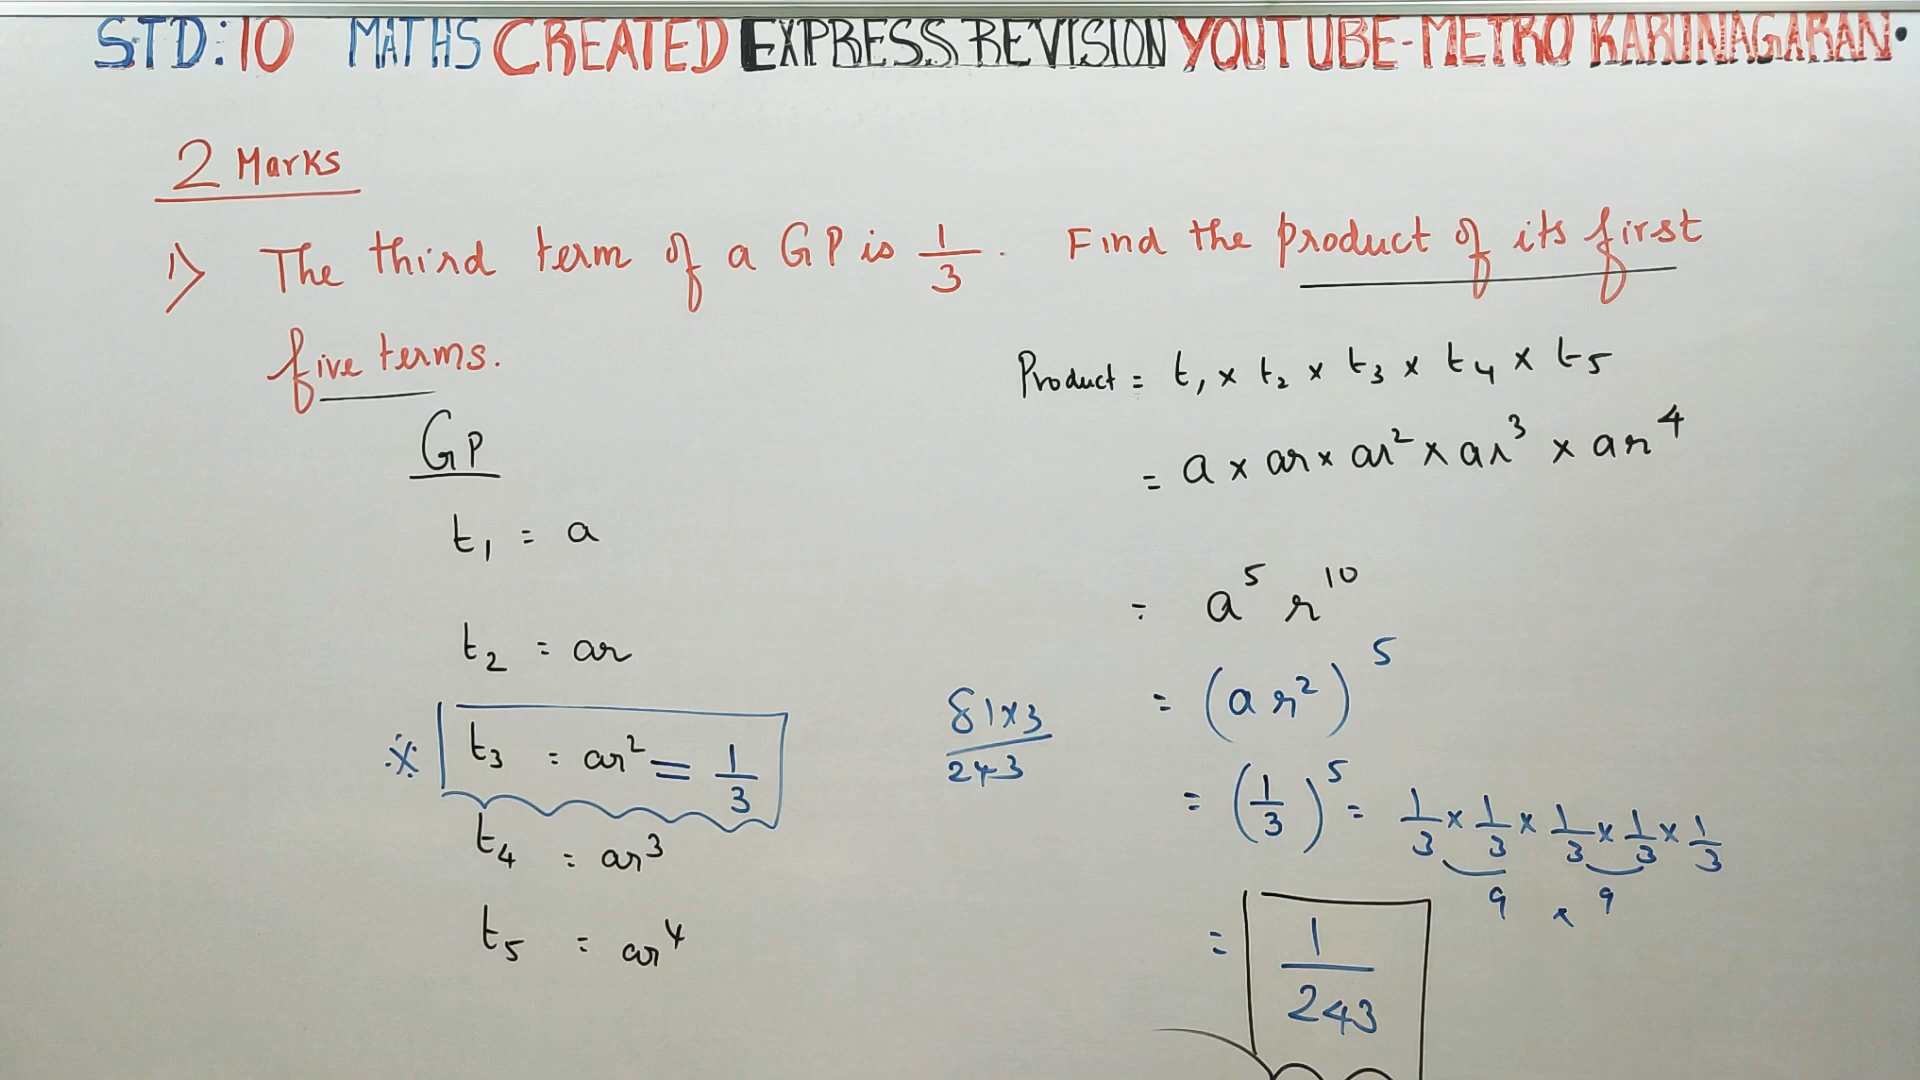 STD:10 MATHS CREATED EXPRESS REVISION YOUTUBE-METRO KARUNAGARAN.
2 Marks
1) The third term of a GP is 1/3. Find the product of its first
five terms.
GP
t₁ = a
t₂ = ar
※ t₃ = ar² = 1/3
t₄ = ar³
t₅ = ar⁴
Product = t₁ × t₂ × t₃ × t₄ × t₅
= a × ar × ar² × ar³ × ar⁴
= a⁵ r¹⁰
= (ar²)⁵
81×3
243
= (1/3)⁵ = 1/3 × 1/3 × 1/3 × 1/3 × 1/3
9 × 9
= 1/243